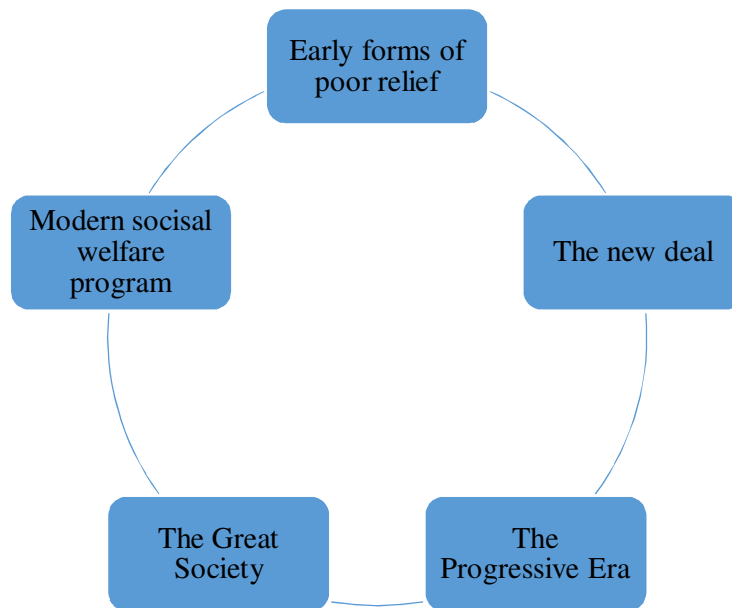 Early forms of
poor relief
The new deal
The
Progressive Era
The Great
Society
Modern socisal
welfare
program